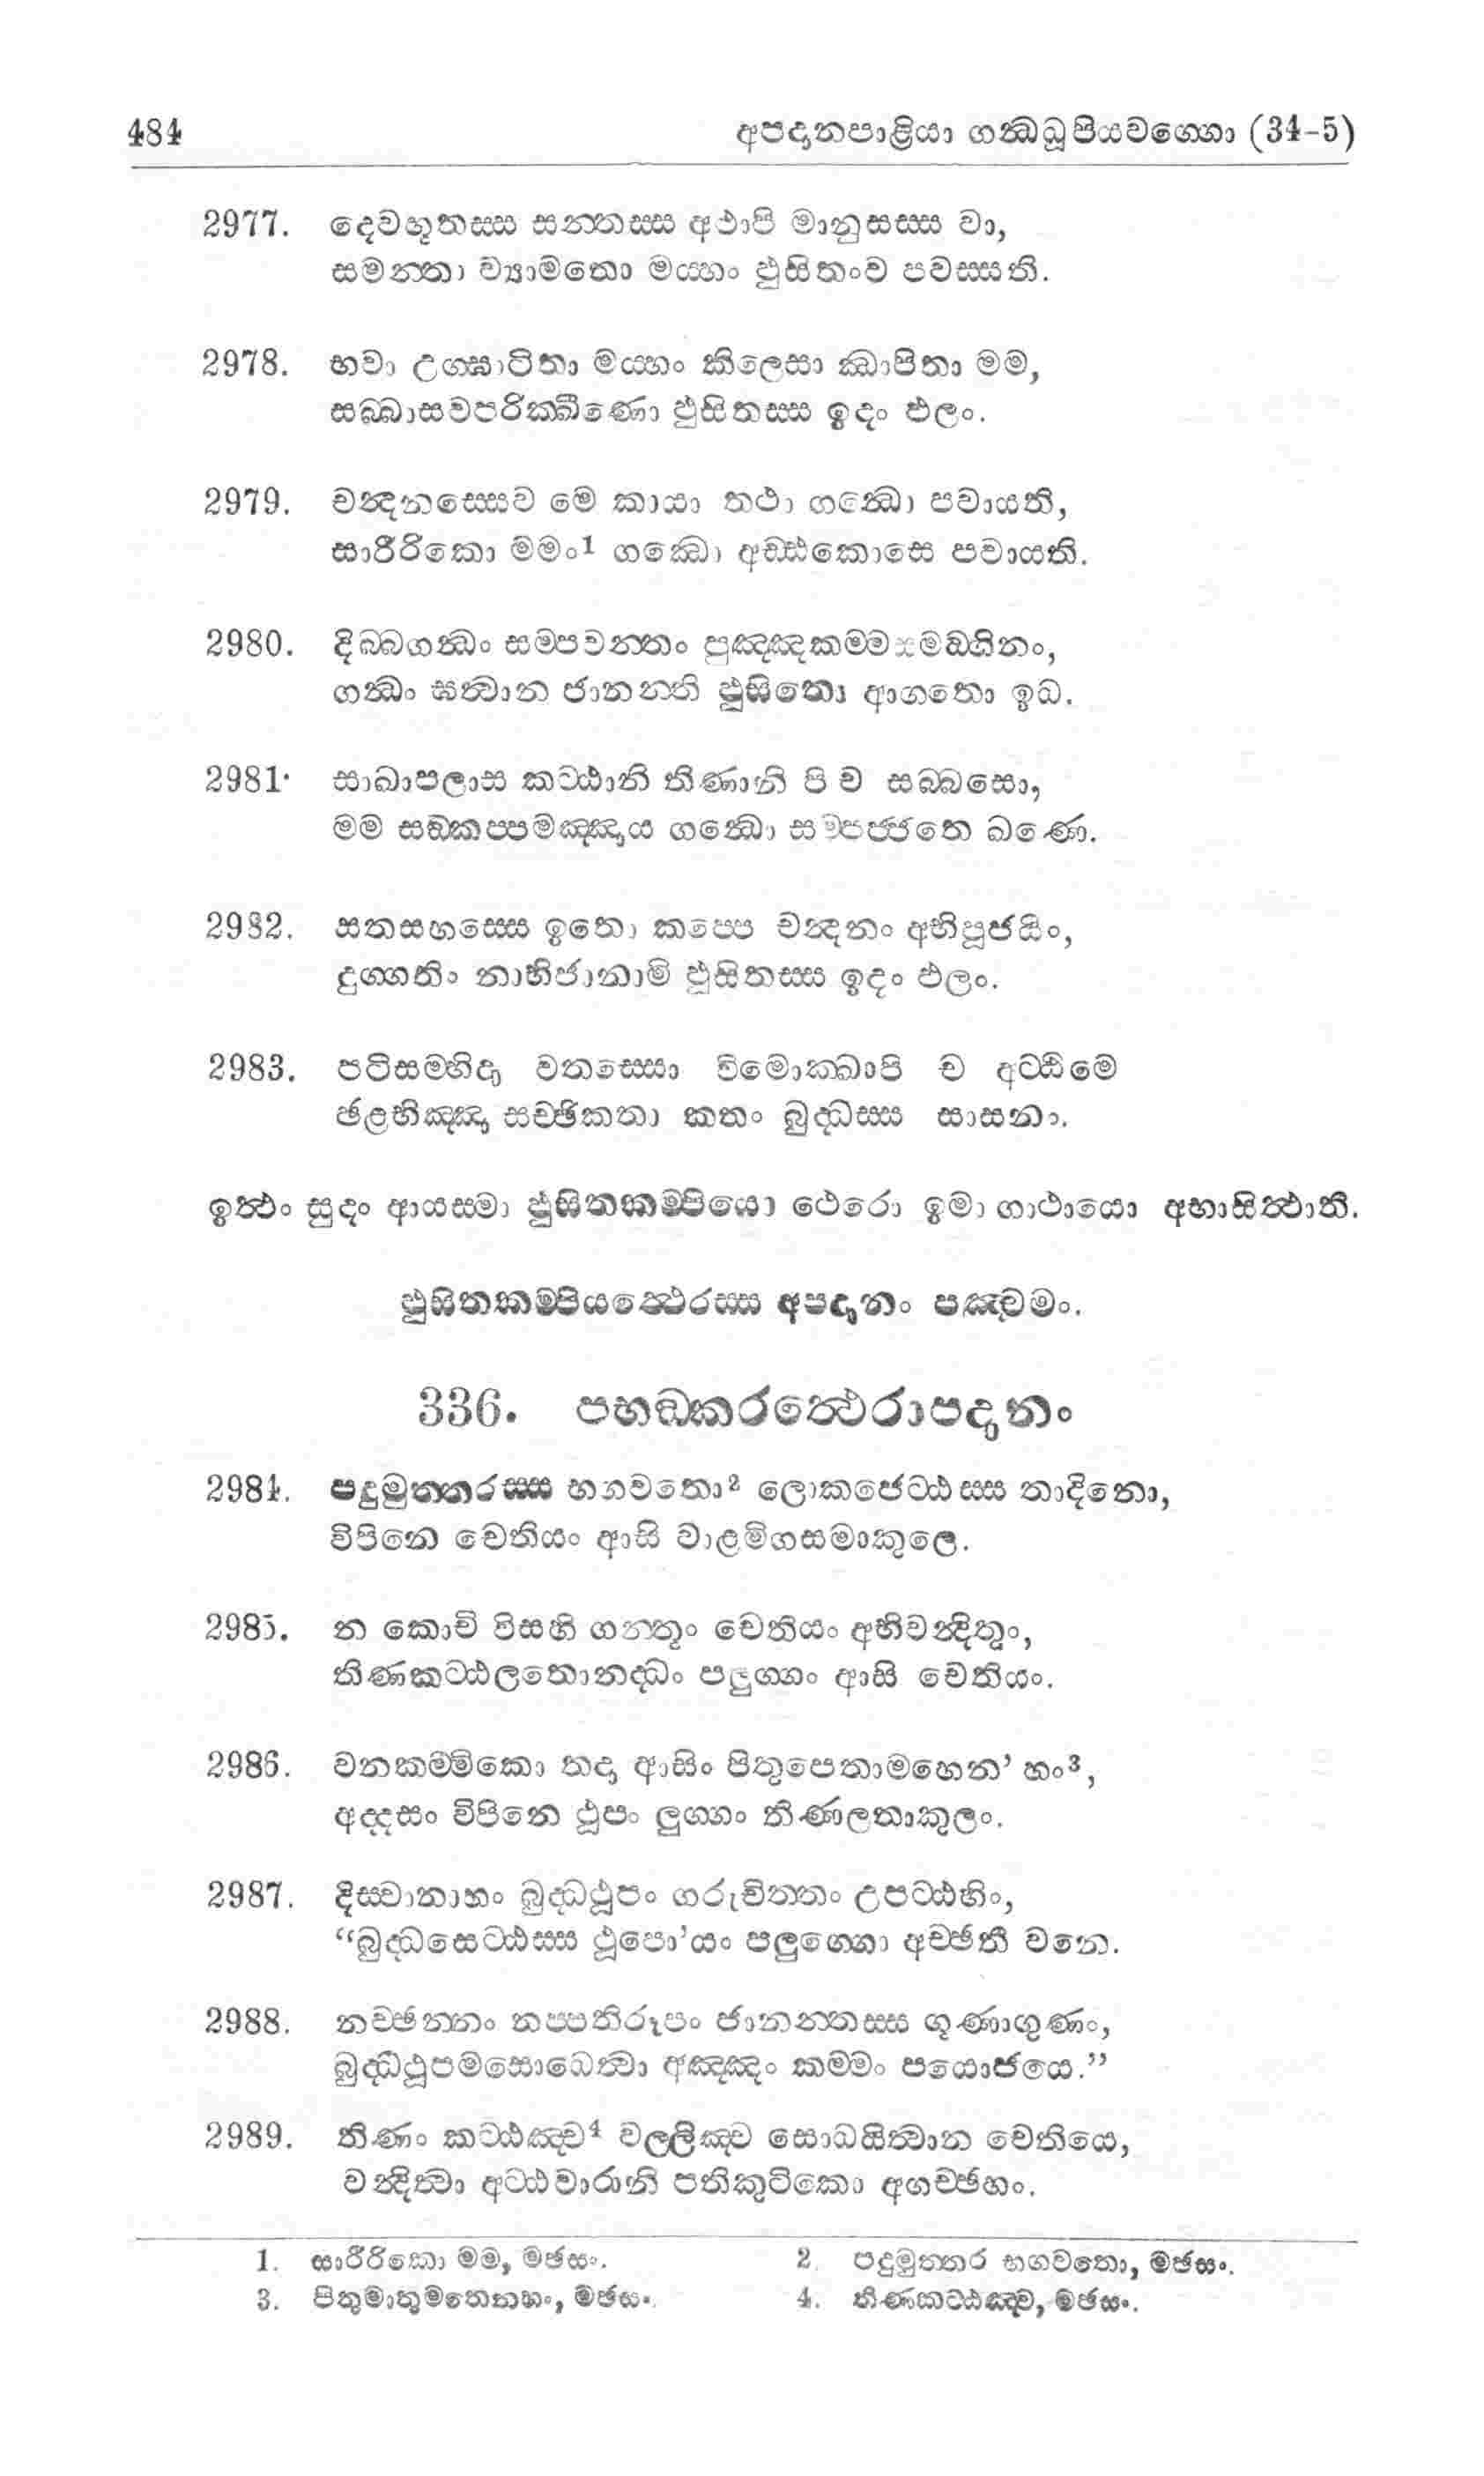 484 අපදානපාළියා ගන්ධධූපියවග්ගො (34-5)
2977. දෙවභූතස්ස සන්තස්ස අථාපි මානුසස්ස වා,
සමන්තා ව්‍යාමතො මය්හං ඵුසිතංව පවස්සති.
2978. භවා උග්ඝාටිතා මය්හං කිලෙසා ඣාපිතා මම,
සබ්බාසවපරික්ඛීණො ඵුසිතස්ස ඉදං ඵලං.
2979. චන්දනස්සෙව මෙ කායා තථා ගන්ධො පවායති,
සාරීරිකො මමං¹ ගන්ධො අඩ්ඪකොසෙ පවායති.
2980. දිබ්බගන්ධං සම්පවන්තං පුඤ්ඤකම්මසමඞ්ගිනං,
ගන්ධං ඝත්වාන ජානන්ති ඵුසිතො ආගතො ඉධ.
2981. සාඛාපලාස කට්ඨානි තිණානි පි ච සබ්බසො,
මම සඞ්කප්පමඤ්ඤාය ගන්ධො සම්පජ්ජතෙ ඛණෙ.
2982. සතසහස්සෙ ඉතො කප්පෙ චන්දනං අභිපූජයිං,
දුග්ගතිං නාභිජානාමි ඵුසිතස්ස ඉදං ඵලං.
2983. පටිසම්භිදා චතස්සො විමොක්ඛාපි ච අට්ඨිමෙ
ඡළභිඤ්ඤා සච්ඡිකතා කතං බුද්ධස්ස සාසනං.
ඉත්ථං සුදං ආයස්මා ඵුසිතකම්පියො ථෙරො ඉමා ගාථායො අභාසිත්ථාති.
ඵුසිතකම්පියත්ථෙරස්ස අපදානං පඤ්චමං.
336. පභඞ්කරත්ථෙරාපදානං
2984. පදුමුත්තරස්ස භගවතො² ලොකජෙට්ඨස්ස තාදිනො,
විපිනෙ චෙතියං ආසි වාළමිගසමාකුලෙ.
2985. න කොචි විසහි ගන්තුං චෙතියං අභිවන්දිතුං,
තිණකට්ඨලතොනද්ධං පලුග්ගං ආසි චෙතියං.
2986. වනකම්මිකො තදා ආසිං පිතුපෙතාමහෙන’ හං³,
අද්දසං විපිනෙ ථූපං ලුග්ගං තිණලතාකුලං.
2987. දිස්වානාහං බුද්ධථූපං ගරුචිත්තං උපට්ඨහිං,
“බුද්ධසෙට්ඨස්ස ථූපො’යං පලුග්ගො අච්ඡතී වනෙ.
2988. නච්ඡන්නං නප්පතිරූපං ජානන්තස්ස ගුණාගුණං,
බුද්ධථූපමසොධෙත්වා අඤ්ඤං කම්මං පයොජයෙ.”
2989. තිණං කට්ඨඤ්ච⁴ වල්ලිඤ්ච සොධයිත්වාන චෙතියෙ,
වන්දිත්වා අට්ඨවාරානි පතිකුටිකො අගච්ඡහං.
1. සාරීරිකො මම, මඡසං. 2. පදුමුත්තර භගවතො, මඡසං.
3. පිතුමාතුමතෙනහං, මඡසං. 4. තිණකට්ඨඤ්ච, මඡසං.